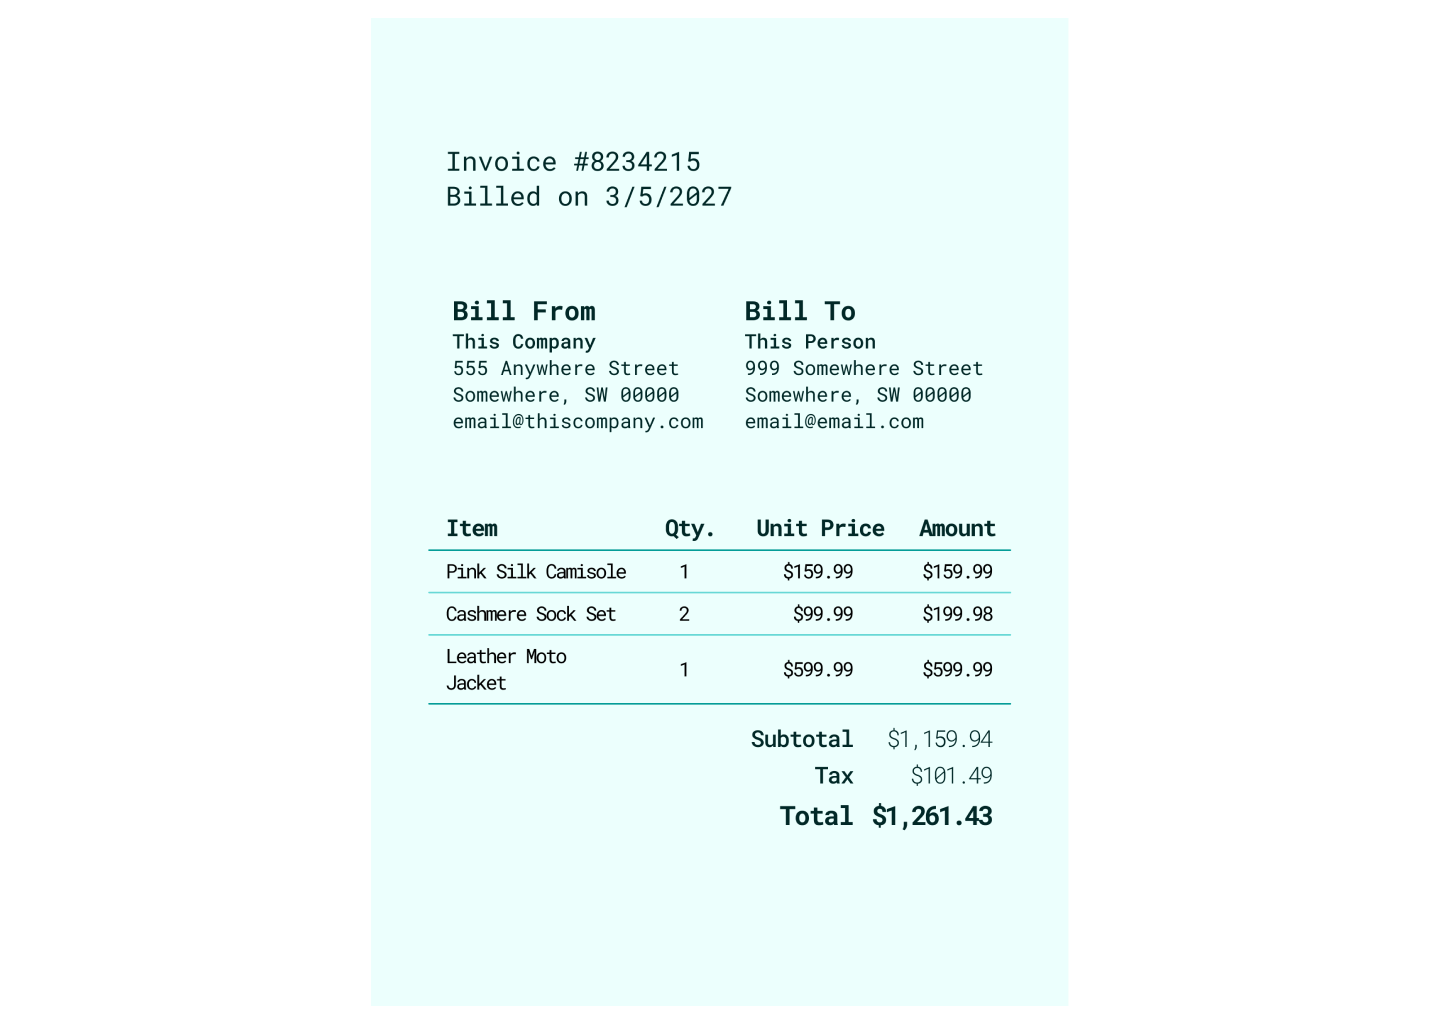 Invoice #8234215
Billed on 3/5/2027
Bill From
This Company
555 Anywhere Street
Somewhere, SW 00000
email@thiscompany.com
Bill To
This Person
999 Somewhere Street
Somewhere, SW 00000
email@email.com
Item Qty. Unit Price Amount
Pink Silk Camisole 1 $159.99 $159.99
Cashmere Sock Set 2 $99.99 $199.98
Leather Moto
Jacket 1 $599.99 $599.99
Subtotal $1,159.94
Tax $101.49
Total $1,261.43